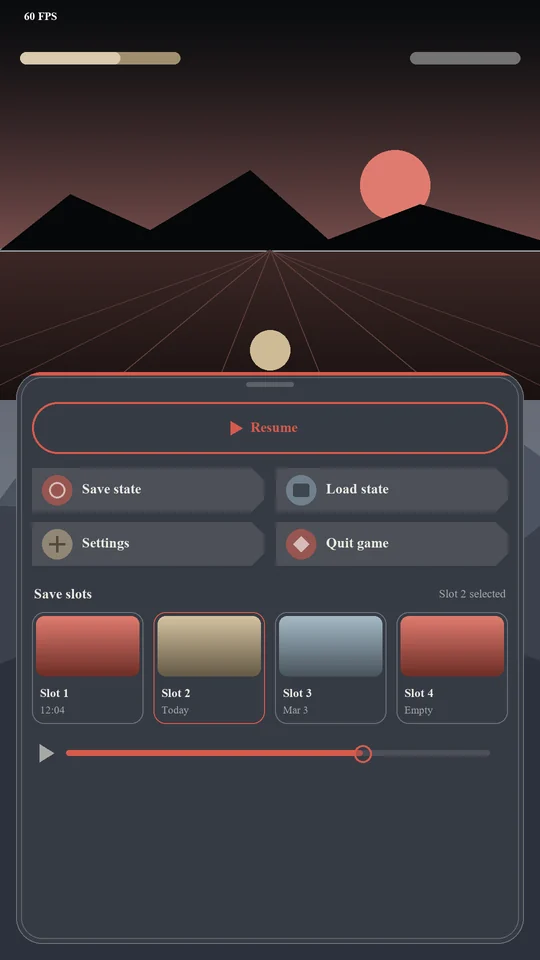 60 FPS
Resume
Save state
Load state
Settings
Quit game
Save slots
Slot 2 selected
Slot 1
12:04
Slot 2
Today
Slot 3
Mar 3
Slot 4
Empty